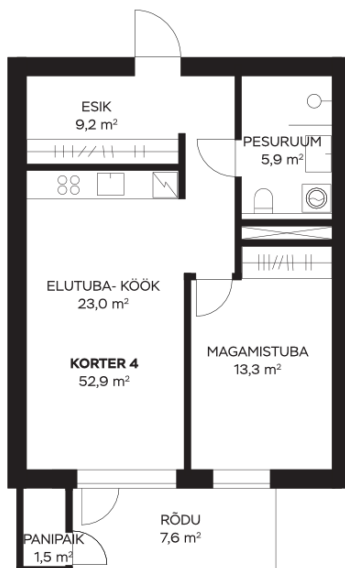 ESIK
9,2 m²
PESURUUM
5,9 m²
ELUTUBA- KÖÖK
23,0 m²
KORTER 4
52,9 m²
MAGAMISTUBA
13,3 m²
RÕDU
7,6 m²
PANIPAIK
1,5 m²